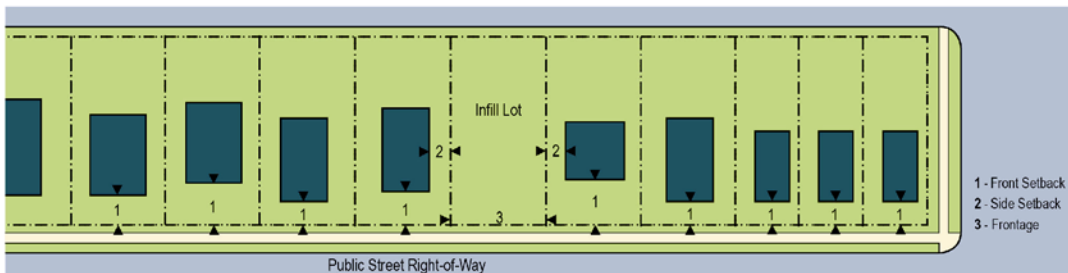 Infill Lot
2
2
1 - Front Setback
2 - Side Setback
3 - Frontage
1 1 1 1 3 1 1 1 1 1
Public Street Right-of-Way